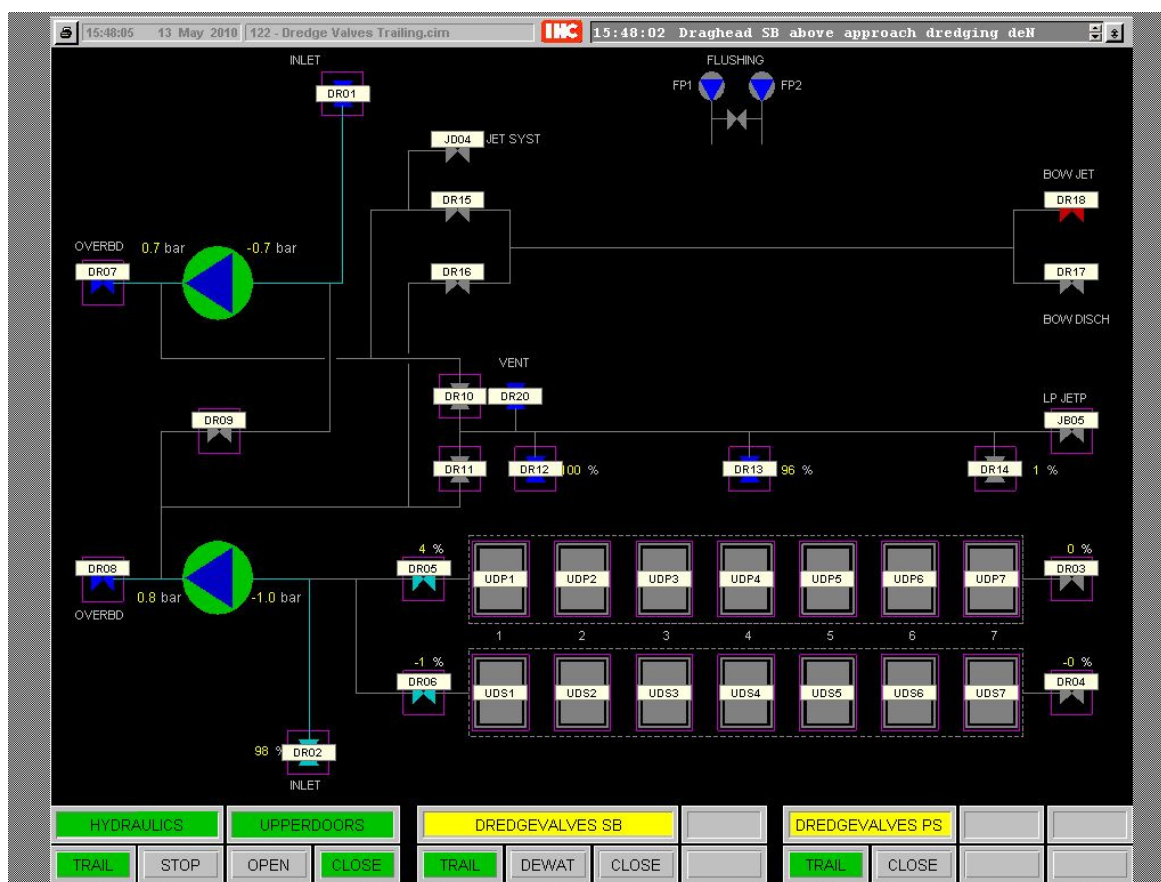 15:48:05 13 May 2010 122 - Dredge Valves Trailing.cim IHC 15:48:02 Draghead SB above approach dredging deN
INLET
FLUSHING
DR01
FP1 FP2
JD04 JET SYST
BOW JET
DR15
DR18
OVERBD 0.7 bar -0.7 bar
DR07
DR16
DR17
BOW DISCH
VENT
DR10 DR20
LP JETP
DR09
JB05
DR11 DR12 100 % DR13 96 % DR14 1 %
4 % 0 %
DR08 DR05 DR03
UDP1 UDP2 UDP3 UDP4 UDP5 UDP6 UDP7
0.8 bar -1.0 bar
OVERBD
1 2 3 4 5 6 7
-1 % -0 %
DR06 DR04
UDS1 UDS2 UDS3 UDS4 UDS5 UDS6 UDS7
98 % DR02
INLET
HYDRAULICS UPPERDOORS DREDGEVALVES SB DREDGEVALVES PS
TRAIL STOP OPEN CLOSE TRAIL DEWAT CLOSE TRAIL CLOSE